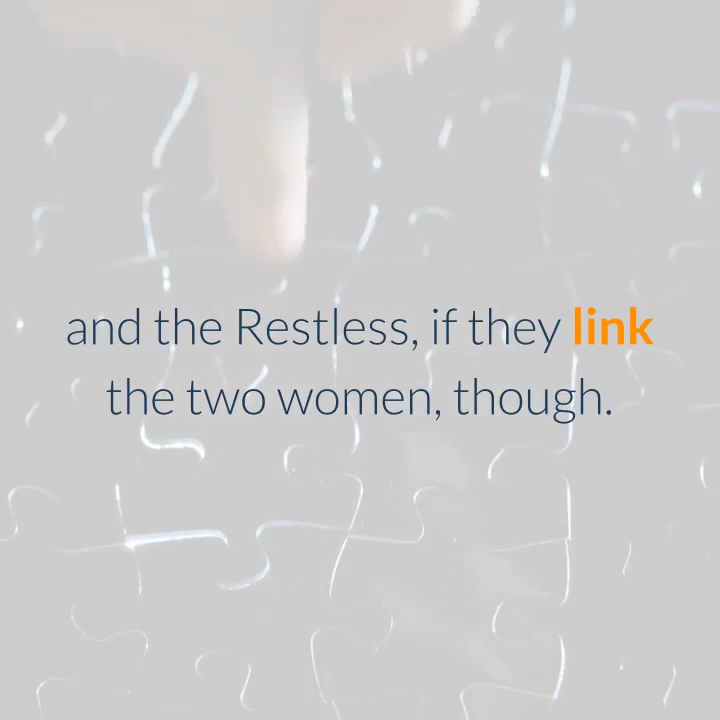 and the Restless, if they link
the two women, though.